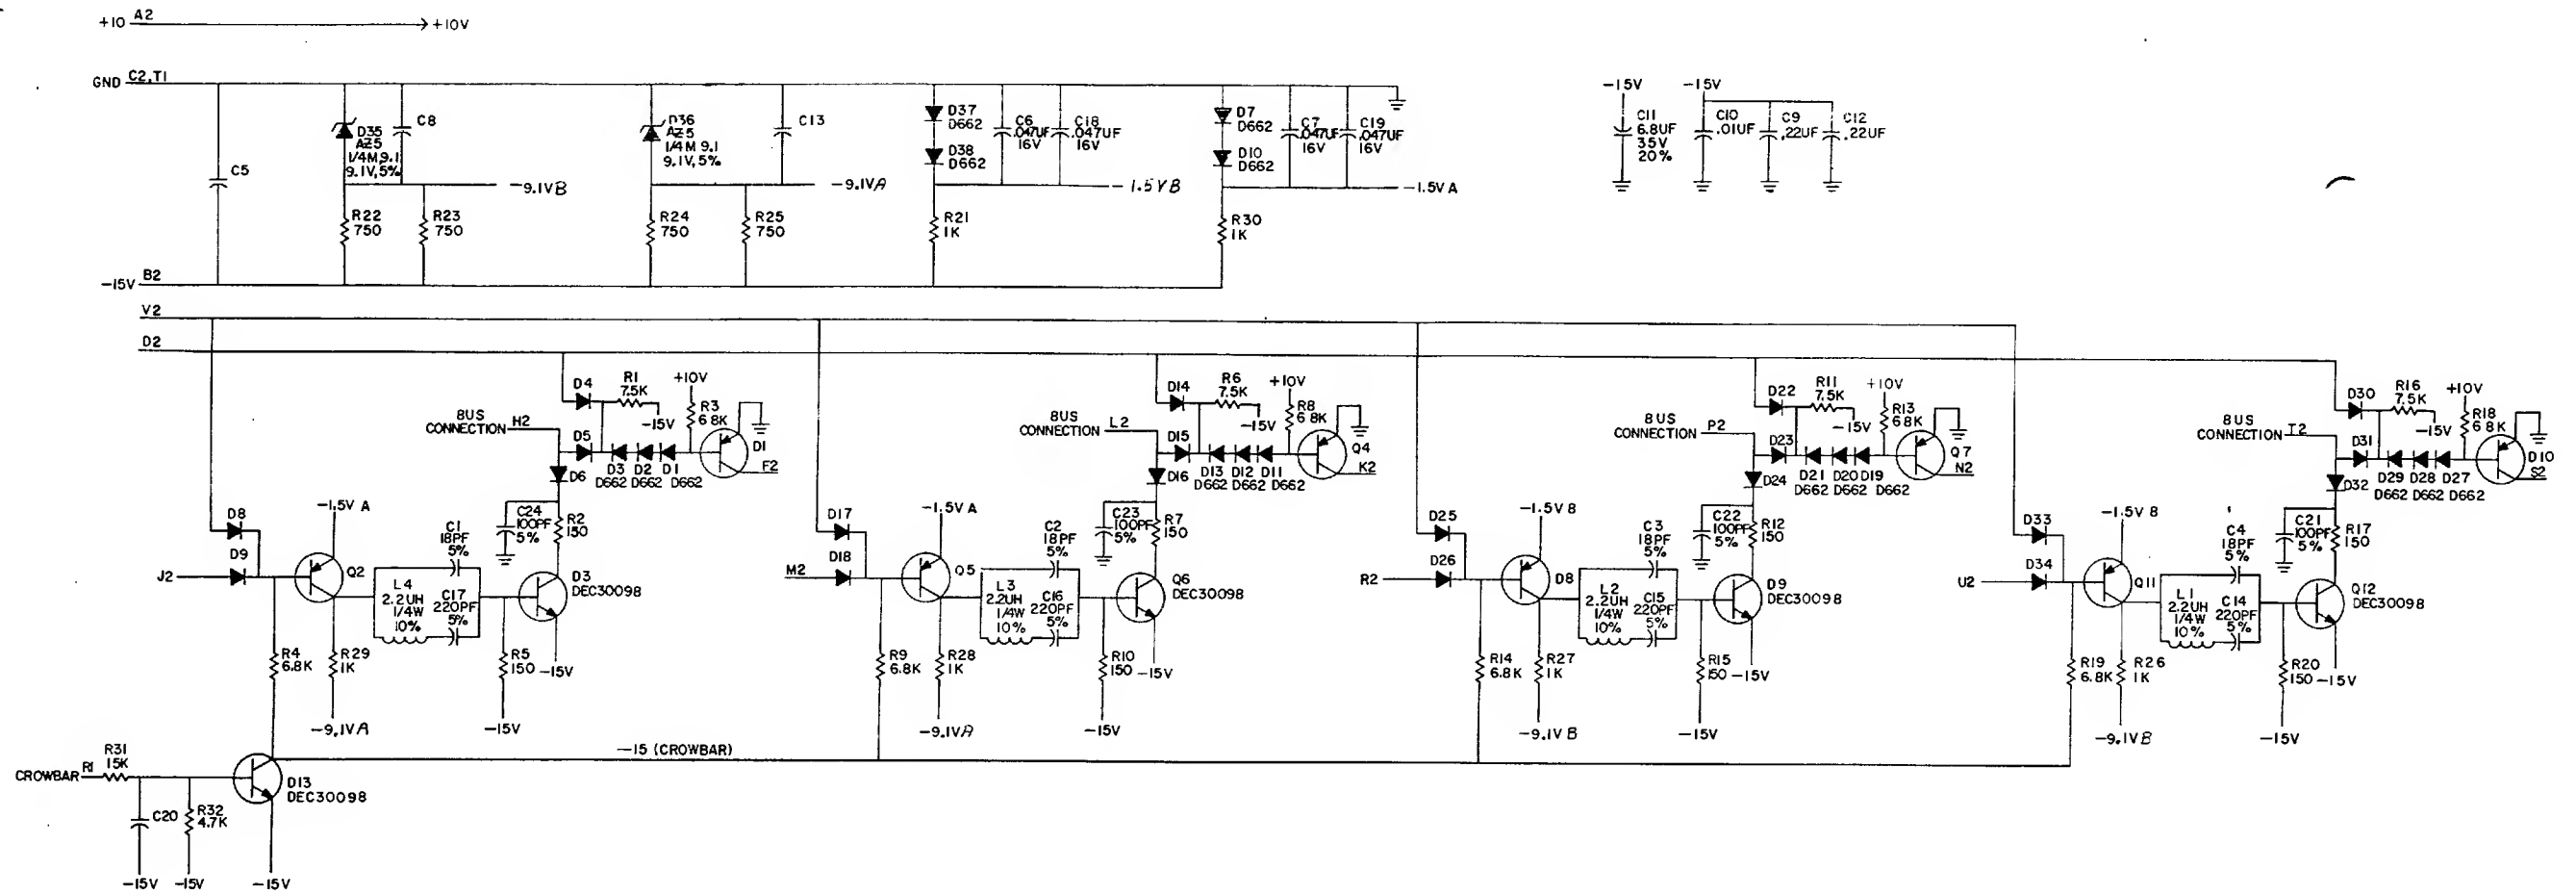 +10 A2 +10V
GND C2,T1
C5
D35
AZ5
1/4M9.1
9.1V,5%
C8
-9.1VB
R22
750
R23
750
D36
AZ5
1/4M9.1
9.1V,5%
C13
-9.1VA
R24
750
R25
750
D37
D662
D38
D662
C6
.047UF
16V
C18
.047UF
16V
-1.5VB
R21
1K
D7
D662
D10
D662
C7
.047UF
16V
C19
.047UF
16V
-1.5VA
R30
1K
-15V
C11
6.8UF
35V
20%
-15V
C10
.01UF
C9
.22UF
C12
.22UF
-15V B2
V2
D2
D4
R1
7.5K
-15V
+10V
R3
6.8K
BUS
CONNECTION H2
D5
D3
D662
D2
D662
D1
D662
D1
F2
D6
C24
100PF
5%
R2
150
D8
D9
J2
-1.5V A
Q2
C1
18PF
5%
L4
2.2UH
1/4W
10%
C17
220PF
5%
D3
DEC30098
R4
6.8K
R29
1K
R5
150
-15V
-9.1VA
-15V
D14
R6
7.5K
-15V
+10V
R8
6.8K
BUS
CONNECTION L2
D15
D13
D662
D12
D662
D11
D662
Q4
K2
D16
C23
100PF
5%
R7
150
D17
D18
M2
-1.5V A
Q5
C2
18PF
5%
L3
2.2UH
1/4W
10%
C16
220PF
5%
Q6
DEC30098
R9
6.8K
R28
1K
R10
150
-15V
-9.1VA
-15V
D22
R11
7.5K
-15V
+10V
R13
6.8K
BUS
CONNECTION P2
D23
D21
D662
D20
D662
D19
D662
Q7
N2
D24
C22
100PF
5%
R12
150
D25
D26
R2
-1.5V B
D8
C3
18PF
5%
L2
2.2UH
1/4W
10%
C15
220PF
5%
D9
DEC30098
R14
6.8K
R27
1K
R15
150
-15V
-9.1VB
-15V
D30
R16
7.5K
-15V
+10V
R18
6.8K
BUS
CONNECTION T2
D31
D29
D662
D28
D662
D27
D662
D10
S2
D32
C21
100PF
5%
R17
150
D33
D34
U2
-1.5V B
Q11
C4
18PF
5%
L1
2.2UH
1/4W
10%
C14
220PF
5%
Q12
DEC30098
R19
6.8K
R26
1K
R20
150
-15V
-9.1VB
-15V
-15 (CROWBAR)
CROWBAR R1
R31
15K
C20
R32
4.7K
D13
DEC30098
-15V
-15V
-15V